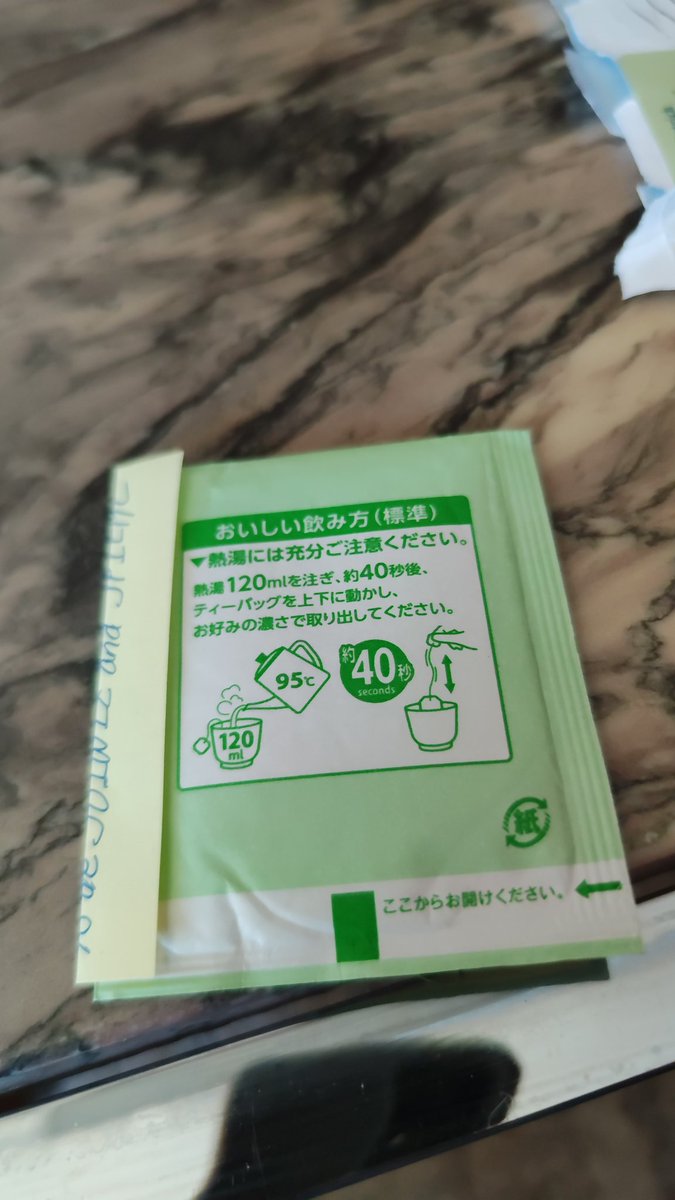 おいしい飲み方(標準)
▼熱湯には充分ご注意ください。
熱湯120mlを注ぎ、約40秒後、
ティーバッグを上下に動かし、
お好みの濃さで取り出してください。
95℃
120
ml
約40秒
seconds
紙
ここからお開けください。